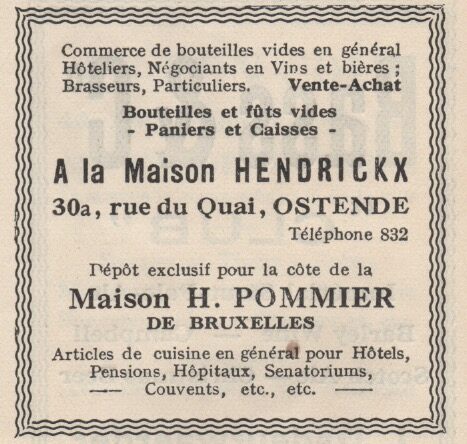 Commerce de bouteilles vides en général
Hôteliers, Négociants en Vins et bières ;
Brasseurs, Particuliers. Vente-Achat
Bouteilles et fûts vides
- Paniers et Caisses -
A la Maison HENDRICKX
30a, rue du Quai, OSTENDE
Téléphone 832
Dépôt exclusif pour la côte de la
Maison H. POMMIER
DE BRUXELLES
Articles de cuisine en général pour Hôtels,
Pensions, Hôpitaux, Senatoriums,
— Couvents, etc., etc. —